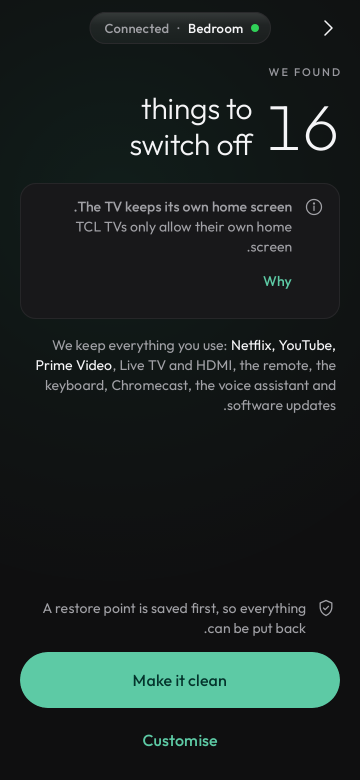 Connected · Bedroom
WE FOUND
16 things to
switch off
The TV keeps its own home screen.
TCL TVs only allow their own home
screen.
Why
We keep everything you use: Netflix, YouTube,
Prime Video, Live TV and HDMI, the remote, the
keyboard, Chromecast, the voice assistant and
software updates.
A restore point is saved first, so everything
can be put back.
Make it clean
Customise